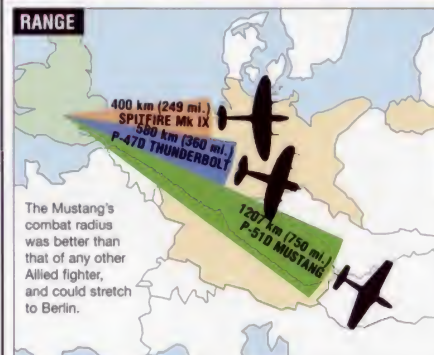 RANGE
400 km (249 mi.)
SPITFIRE Mk IX
580 km (360 mi.)
P-47D THUNDERBOLT
1207 km (750 mi.)
P-51D MUSTANG
The Mustang's
combat radius
was better than
that of any other
Allied fighter,
and could stretch
to Berlin.